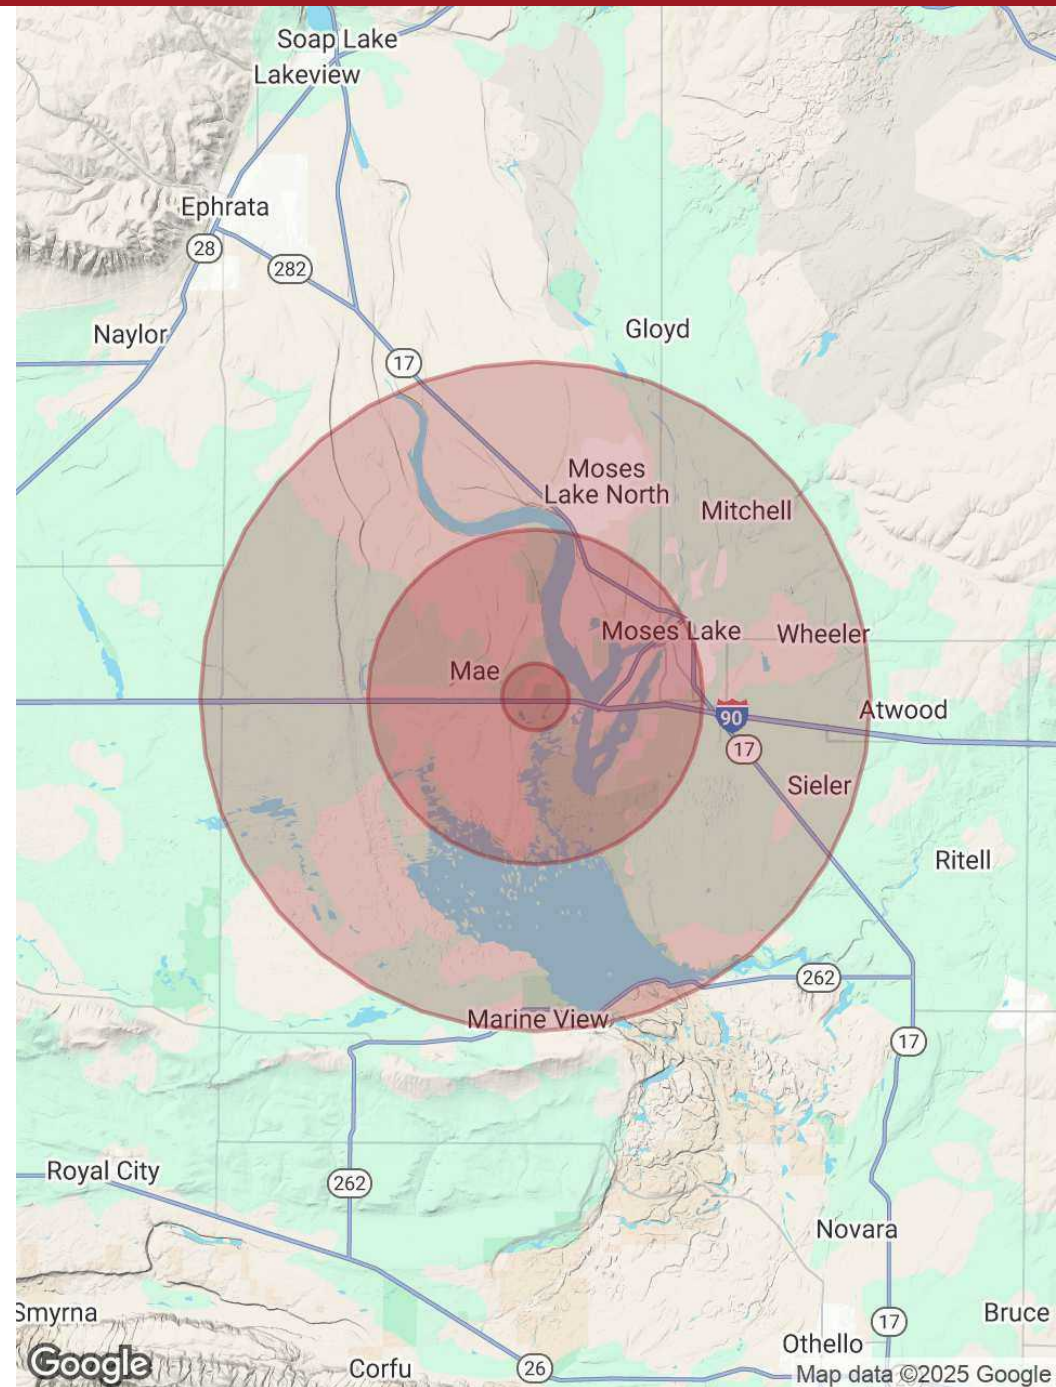 Soap Lake
Lakeview
Ephrata
28
282
Naylor
Gloyd
17
Moses
Lake North
Mitchell
Moses Lake
Wheeler
Mae
Atwood
90
17
Sieler
Ritell
262
Marine View
17
Royal City
262
Novara
Smyrna
Bruce
17
Othello
Corfu
26
Google
Map data ©2025 Google